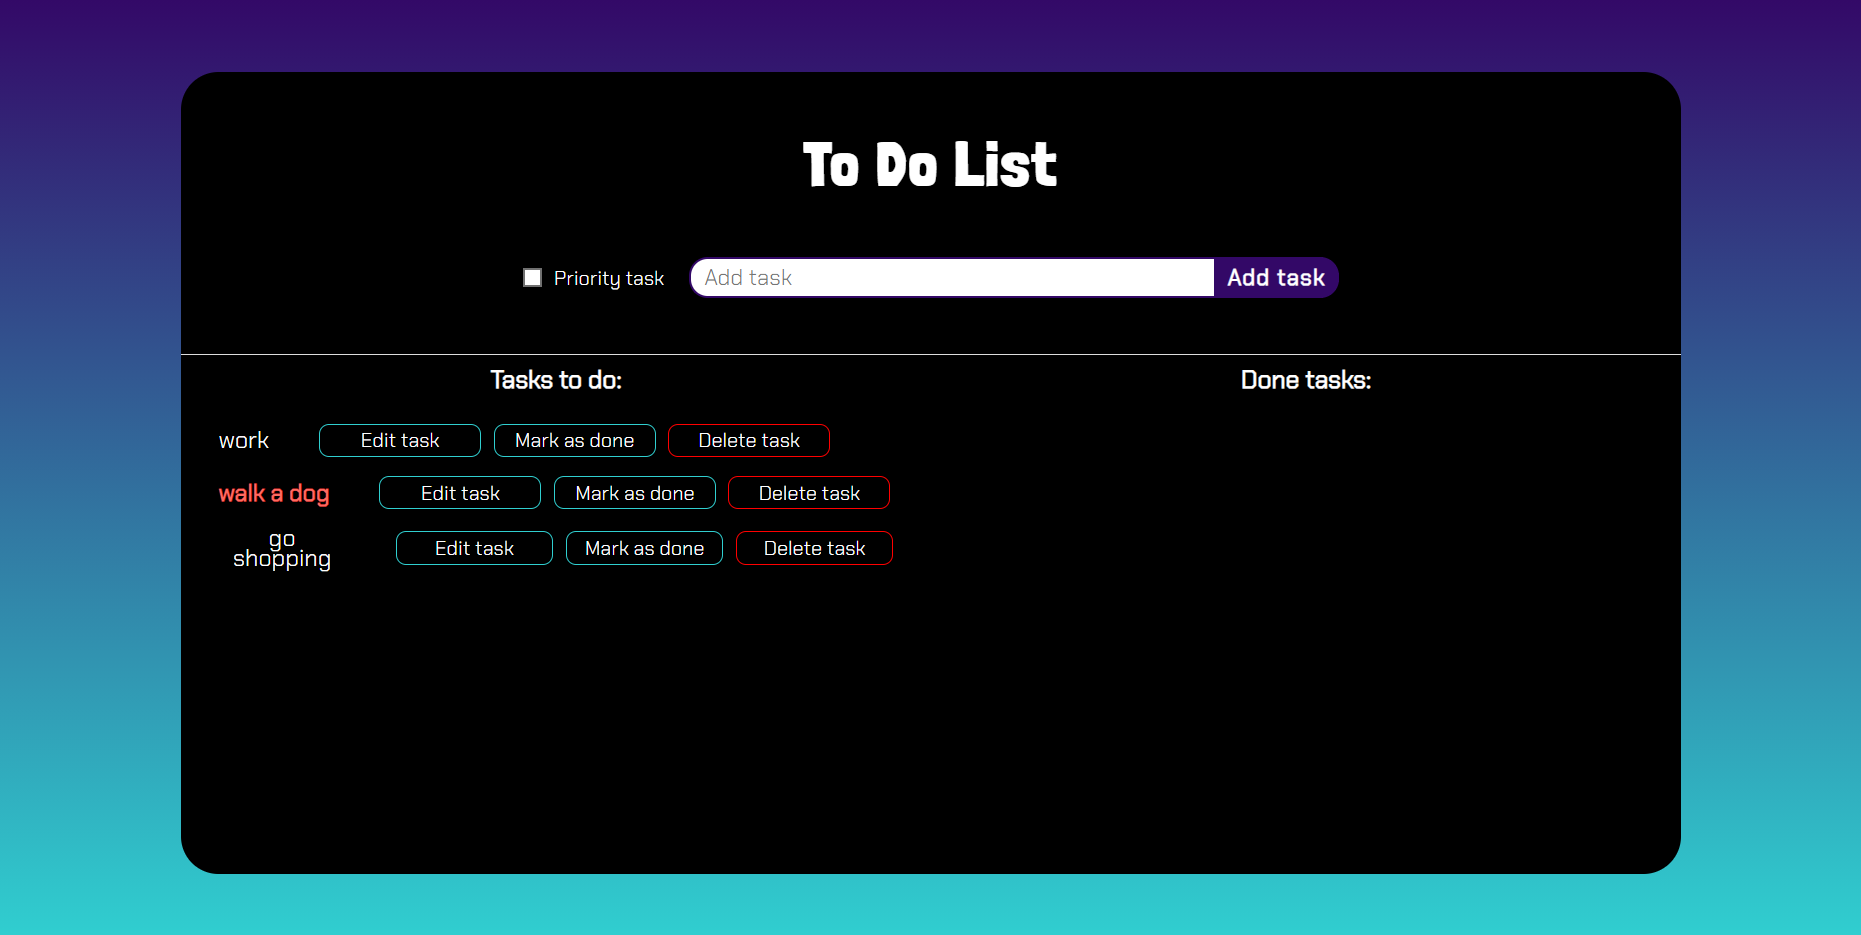 To Do List
Priority task
Add task
Add task
Tasks to do:
Done tasks:
work
Edit task
Mark as done
Delete task
walk a dog
Edit task
Mark as done
Delete task
go
shopping
Edit task
Mark as done
Delete task